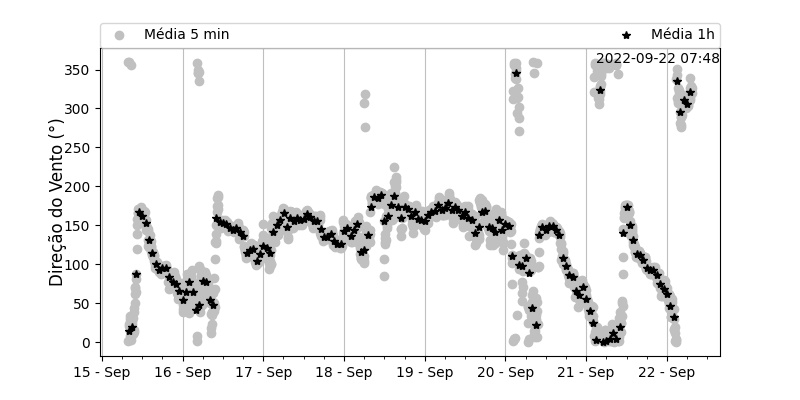 Média 5 min
Média 1h
2022-09-22 07:48
Direção do Vento (°)
350
300
250
200
150
100
50
0
15 - Sep
16 - Sep
17 - Sep
18 - Sep
19 - Sep
20 - Sep
21 - Sep
22 - Sep